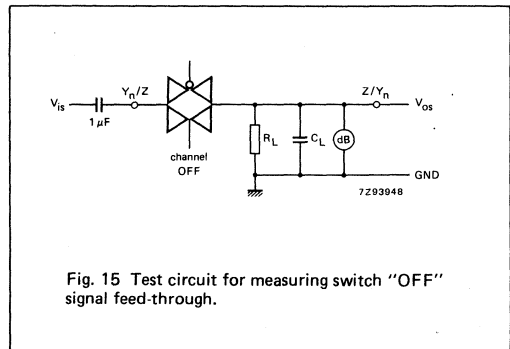 V_is
1 µF
Y_n/Z
channel
OFF
R_L
C_L
dB
Z/Y_n
V_os
GND
7Z93948
Fig. 15 Test circuit for measuring switch "OFF"
signal feed-through.